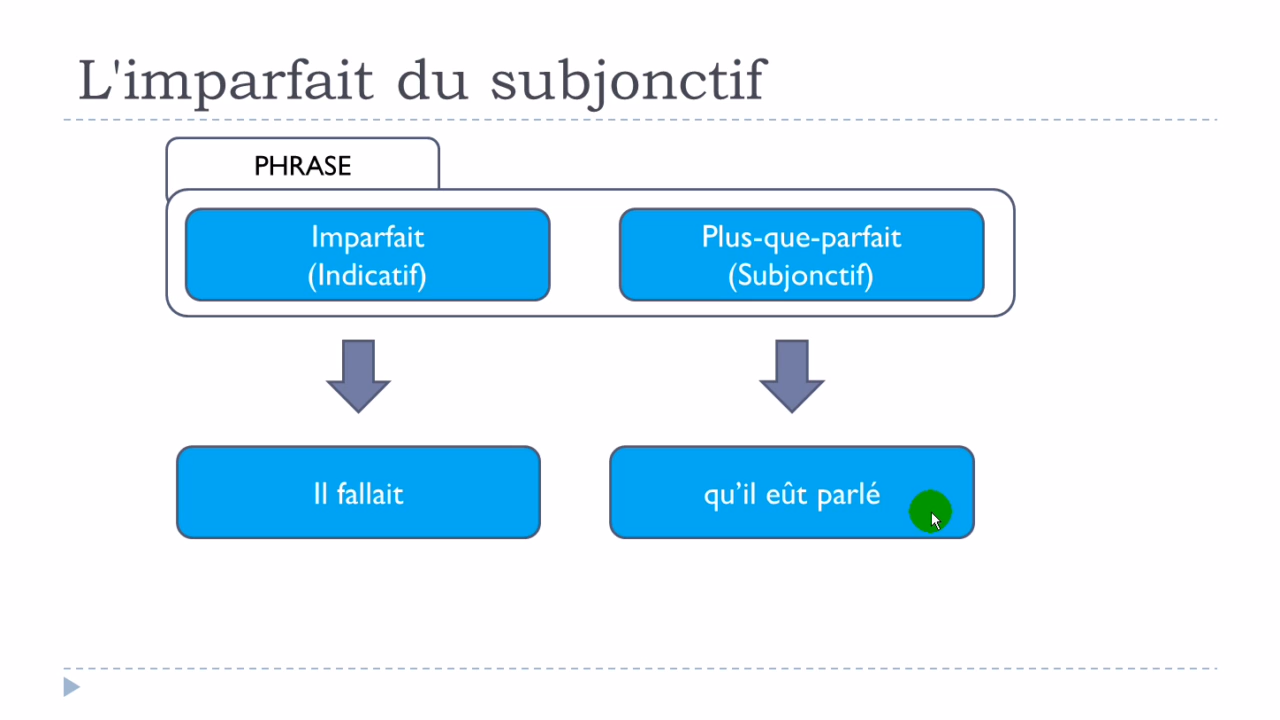 L'imparfait du subjonctif
PHRASE
Imparfait
(Indicatif)
Plus-que-parfait
(Subjonctif)
Il fallait
qu’il eût parlé